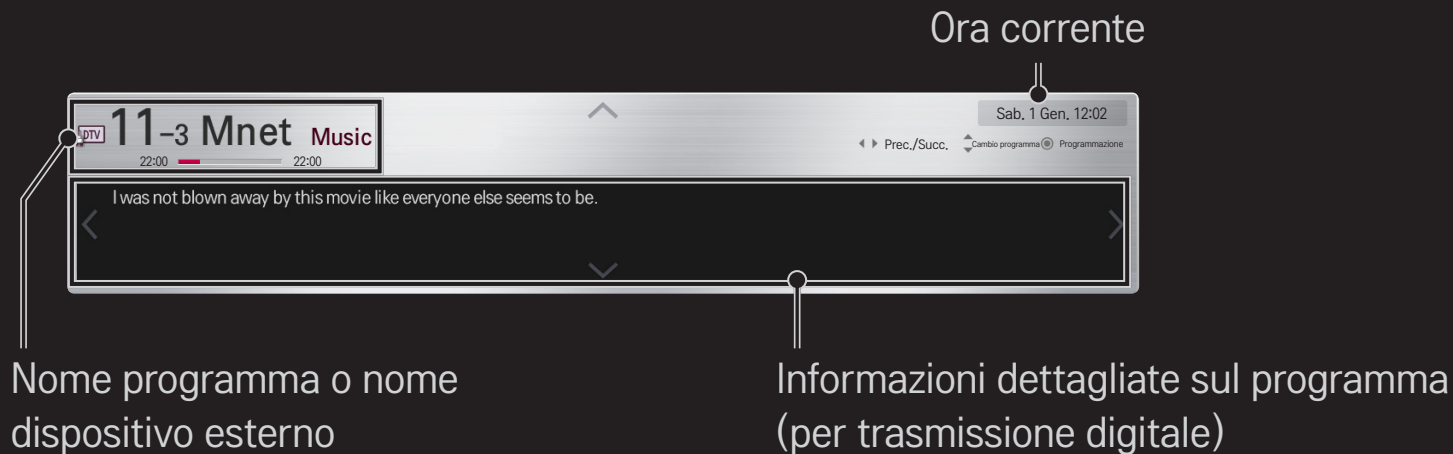 Ora corrente
Sab. 1 Gen. 12:02
DTV 11-3 Mnet Music
22:00 22:00
Prec./Succ. Cambio programma Programmazione
I was not blown away by this movie like everyone else seems to be.
Nome programma o nome
dispositivo esterno
Informazioni dettagliate sul programma
(per trasmissione digitale)